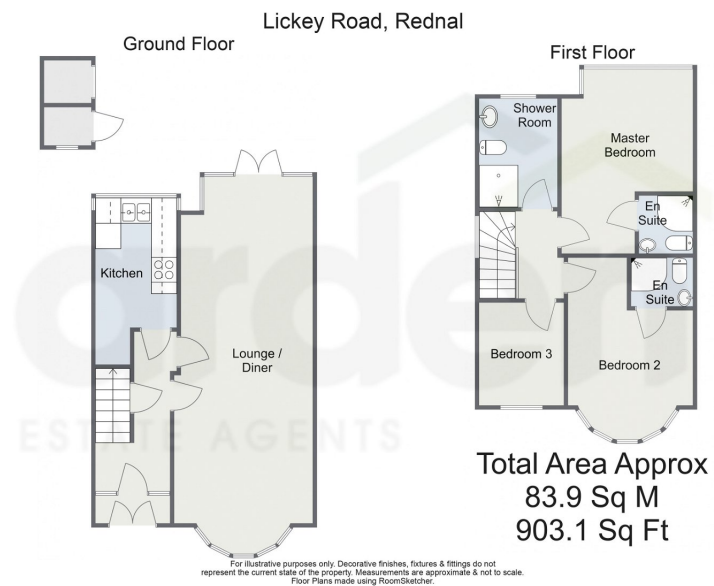 Lickey Road, Rednal
Ground Floor
First Floor
Shower
Room
Master
Bedroom
En
Suite
Kitchen
En
Suite
Lounge /
Diner
Bedroom 3
Bedroom 2
arden
ESTATE AGENTS
Total Area Approx
83.9 Sq M
903.1 Sq Ft
For illustrative purposes only. Decorative finishes, fixtures & fittings do not
represent the current state of the property. Measurements are approximate & not to scale.
Floor Plans made using RoomSketcher.